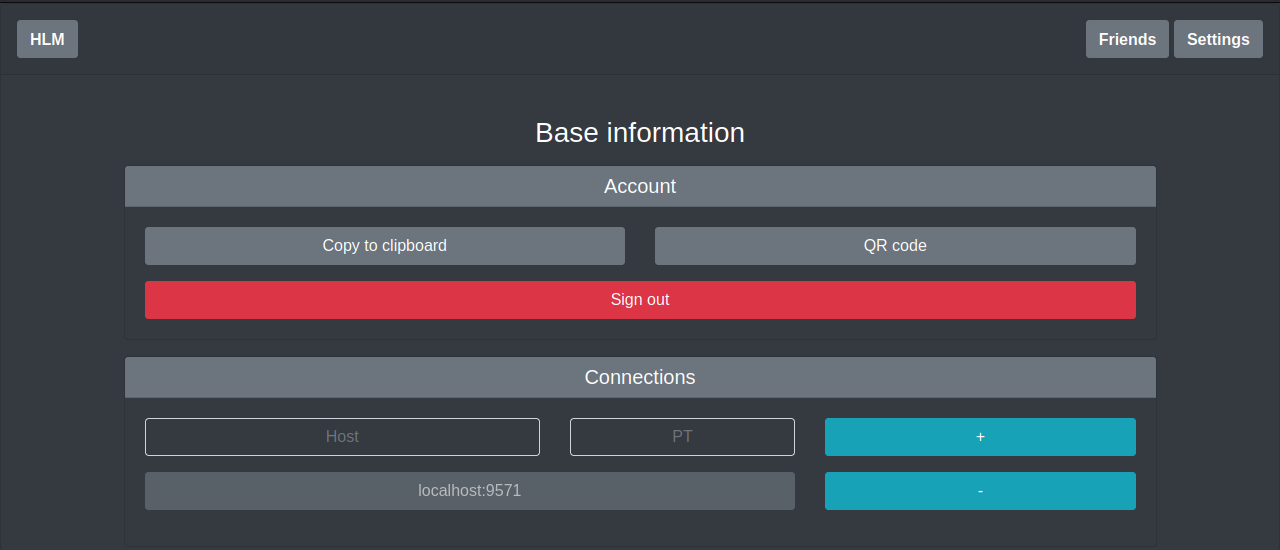 HLM
Friends
Settings
Base information
Account
Copy to clipboard
QR code
Sign out
Connections
Host
PT
+
localhost:9571
-